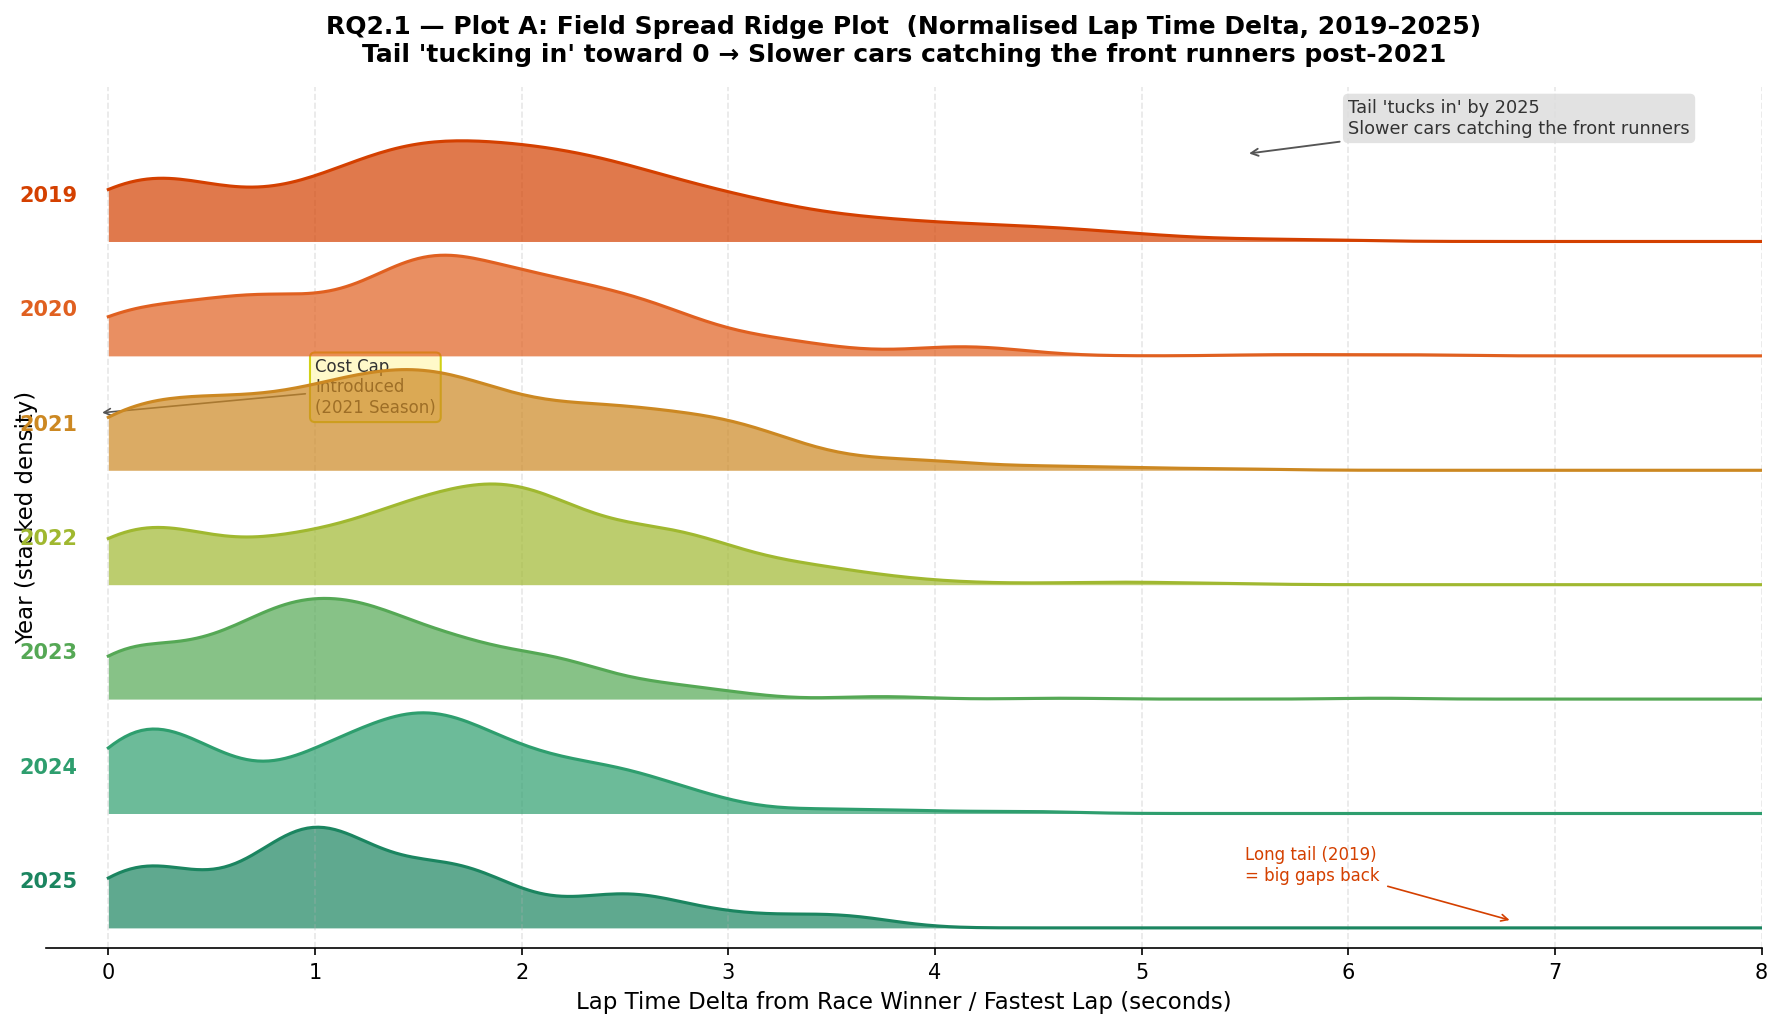 RQ2.1 — Plot A: Field Spread Ridge Plot  (Normalised Lap Time Delta, 2019–2025)
Tail 'tucking in' toward 0 → Slower cars catching the front runners post-2021
Tail 'tucks in' by 2025
Slower cars catching the front runners
2019
2020
Cost Cap
Introduced
(2021 Season)
2021
2022
Year (stacked density)
2023
2024
Long tail (2019)
= big gaps back
2025
0 1 2 3 4 5 6 7 8
Lap Time Delta from Race Winner / Fastest Lap (seconds)